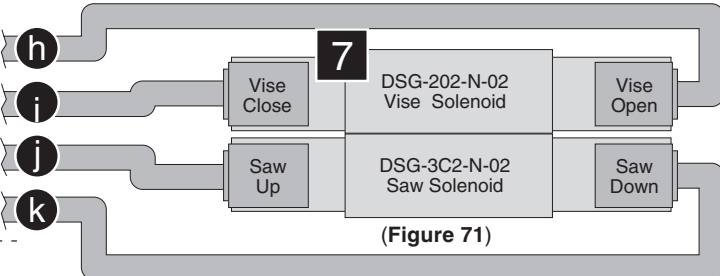 h
7
i
Vise
Close
DSG-202-N-02
Vise Solenoid
Vise
Open
j
Saw
Up
DSG-3C2-N-02
Saw Solenoid
Saw
Down
k
(Figure 71)